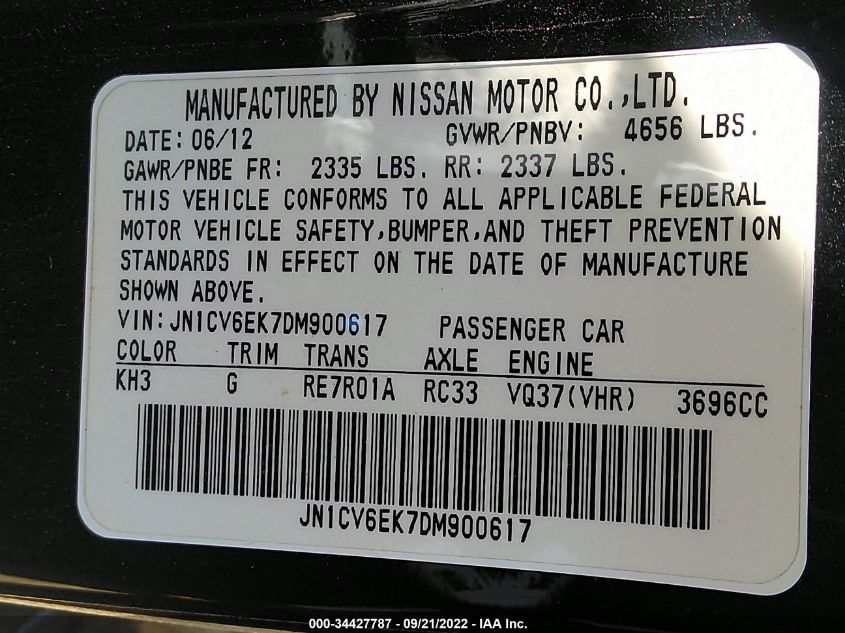 MANUFACTURED BY NISSAN MOTOR CO.,LTD.
DATE: 06/12 GVWR/PNBV: 4656 LBS.
GAWR/PNBE FR: 2335 LBS. RR: 2337 LBS.
THIS VEHICLE CONFORMS TO ALL APPLICABLE FEDERAL
MOTOR VEHICLE SAFETY,BUMPER,AND THEFT PREVENTION
STANDARDS IN EFFECT ON THE DATE OF MANUFACTURE
SHOWN ABOVE.
VIN:JN1CV6EK7DM900617 PASSENGER CAR
COLOR TRIM TRANS AXLE ENGINE
KH3 G RE7R01A RC33 VQ37(VHR) 3696CC
JN1CV6EK7DM900617
000-34427787 - 09/21/2022 - IAA Inc.